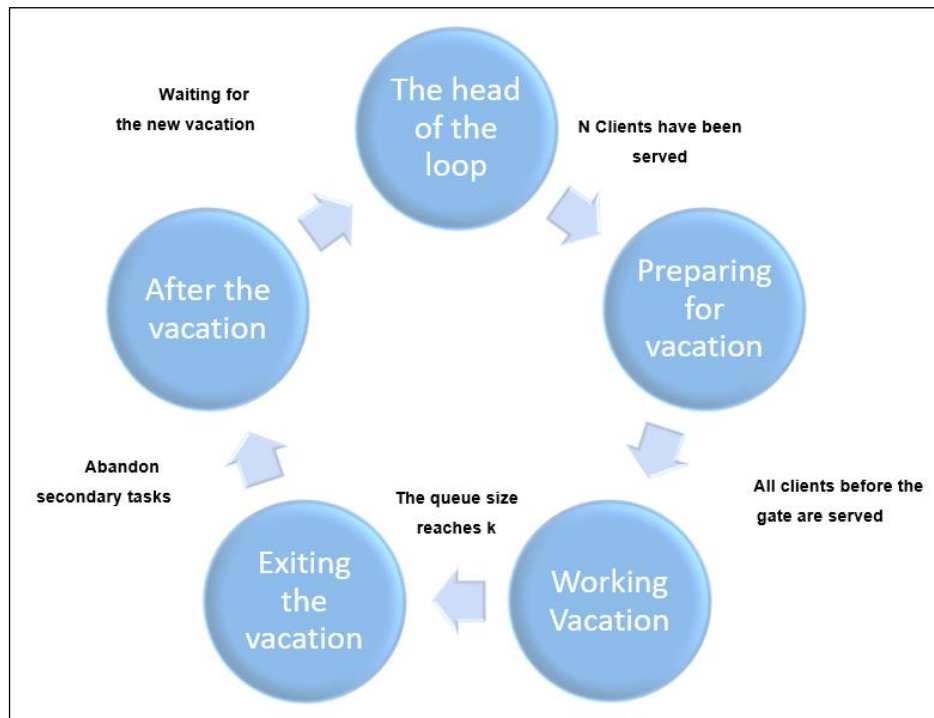 The head
of the
loop
N Clients have been
served
Preparing
for
vacation
All clients before the
gate are served
Working
Vacation
The queue size
reaches k
Exiting
the
vacation
Abandon
secondary tasks
After the
vacation
Waiting for
the new vacation